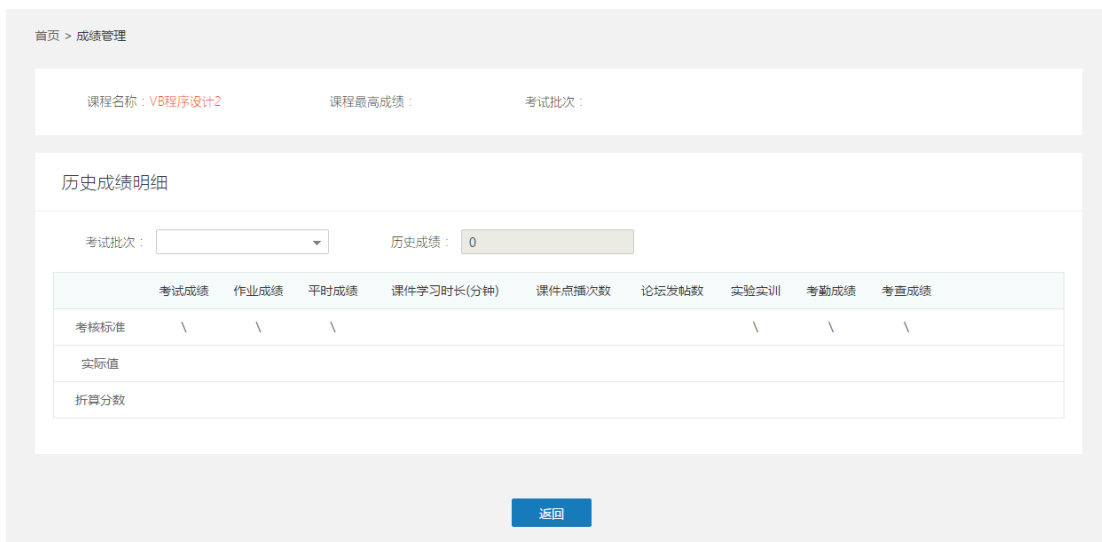 首页 > 成绩管理
课程名称：VB程序设计2 课程最高成绩： 考试批次：
历史成绩明细
考试批次： 历史成绩： 0
考试成绩 作业成绩 平时成绩 课件学习时长(分钟) 课件点播次数 论坛发帖数 实验实训 考勤成绩 考查成绩
考核标准 \ \ \ \ \ \
实际值
折算分数
返回